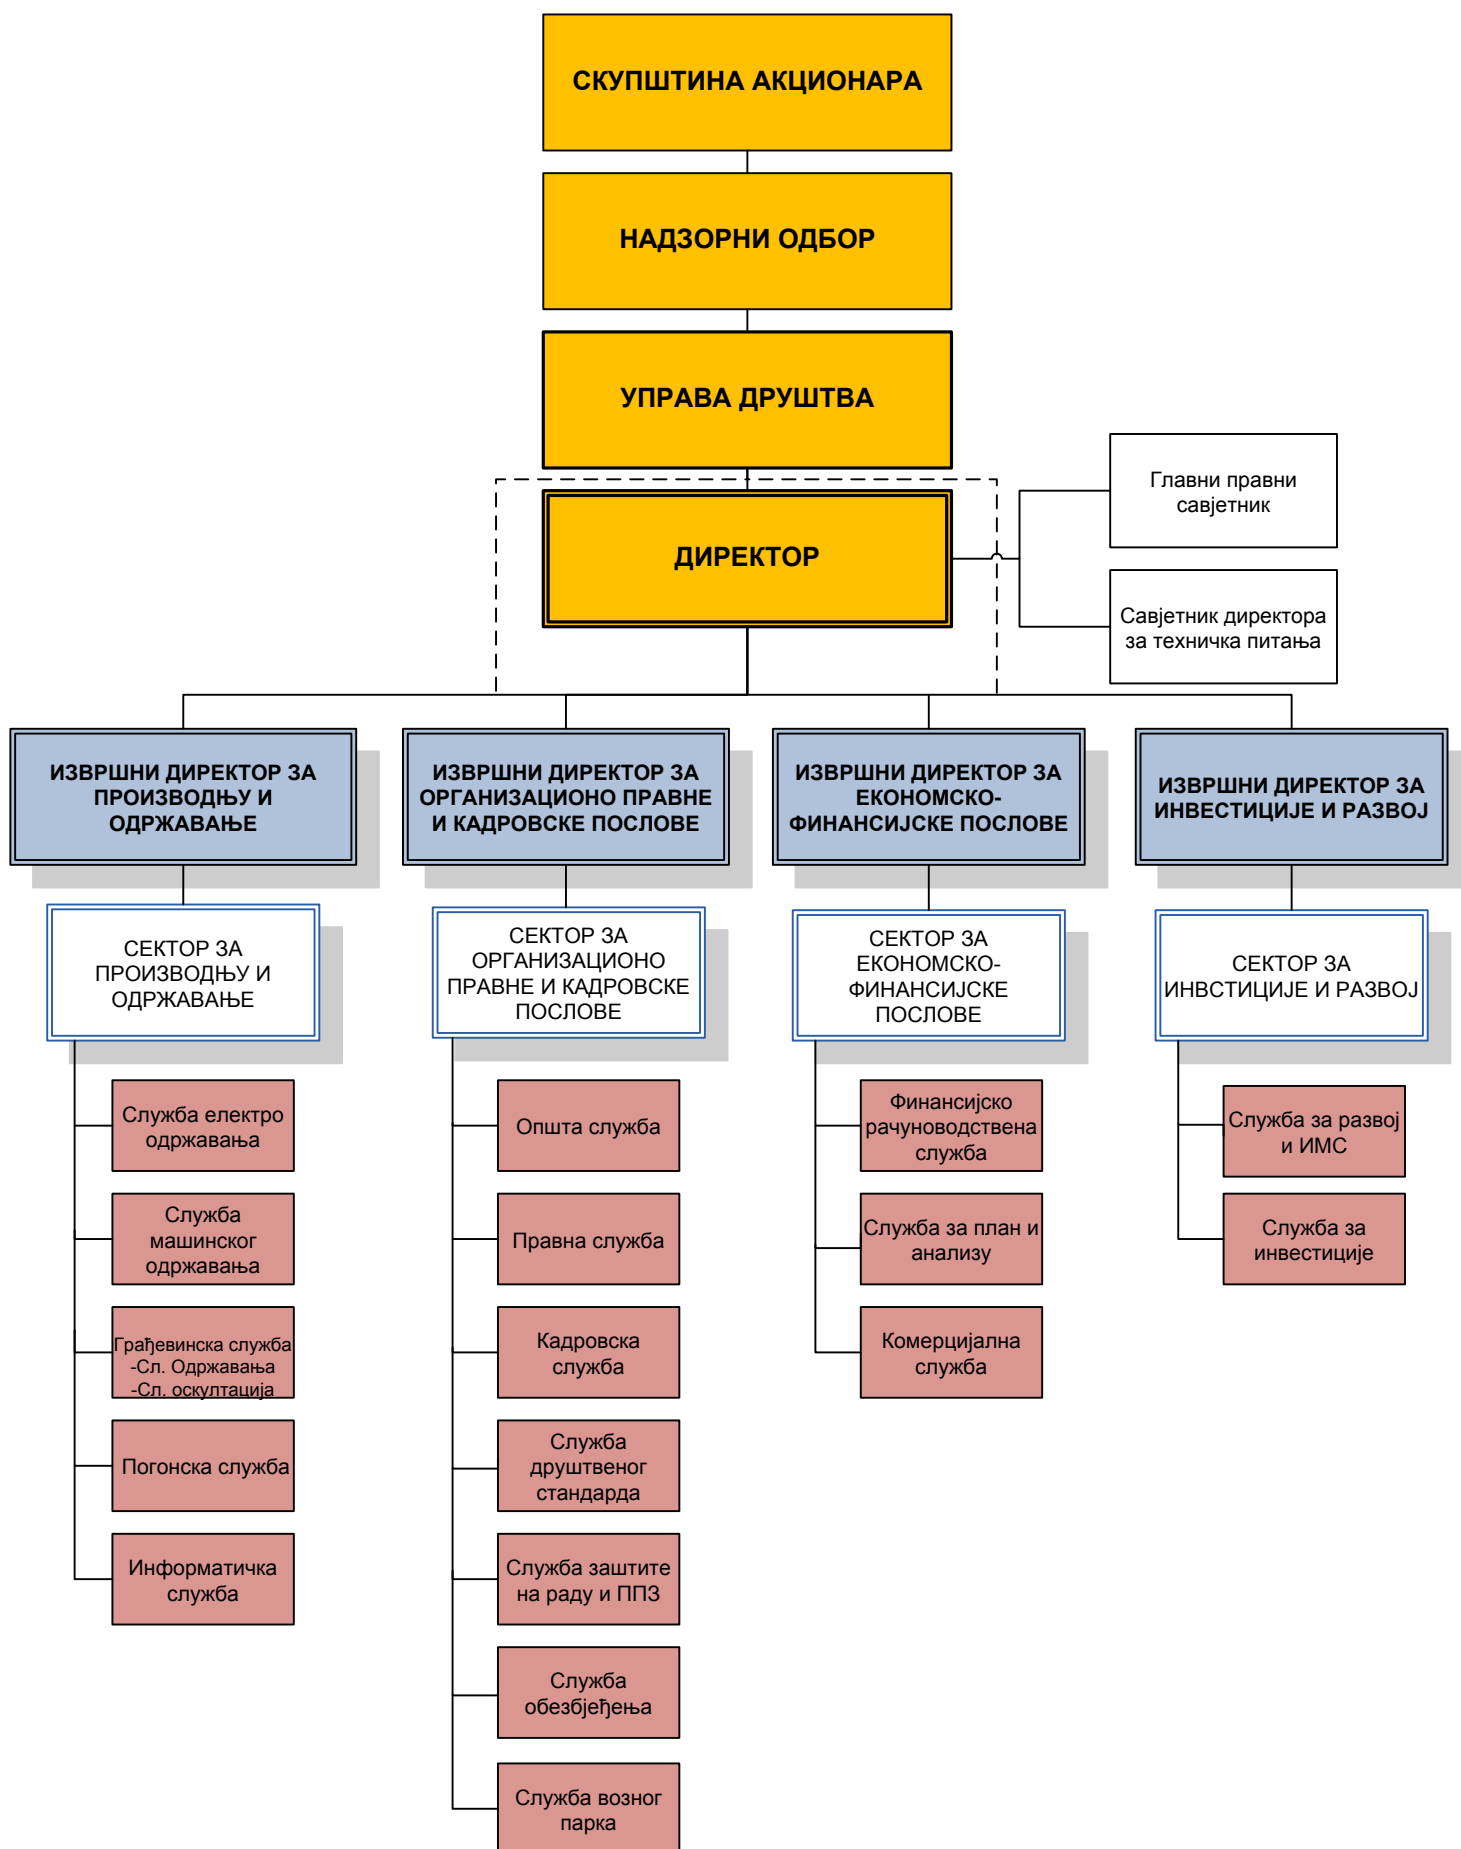 СКУПШТИНА АКЦИОНАРА
НАДЗОРНИ ОДБОР
УПРАВА ДРУШТВА
ДИРЕКТОР
Главни правни
савјетник
Савјетник директора
за техничка питања
ИЗВРШНИ ДИРЕКТОР ЗА
ПРОИЗВОДЊУ И
ОДРЖАВАЊЕ
ИЗВРШНИ ДИРЕКТОР ЗА
ОРГАНИЗАЦИОНО ПРАВНЕ
И КАДРОВСКЕ ПОСЛОВЕ
ИЗВРШНИ ДИРЕКТОР ЗА
ЕКОНОМСКО-
ФИНАНСИЈСКЕ ПОСЛОВЕ
ИЗВРШНИ ДИРЕКТОР ЗА
ИНВЕСТИЦИЈЕ И РАЗВОЈ
СЕКТОР ЗА
ПРОИЗВОДЊУ И
ОДРЖАВАЊЕ
СЕКТОР ЗА
ОРГАНИЗАЦИОНО
ПРАВНЕ И КАДРОВСКЕ
ПОСЛОВЕ
СЕКТОР ЗА
ЕКОНОМСКО-
ФИНАНСИЈСКЕ
ПОСЛОВЕ
СЕКТОР ЗА
ИНВСТИЦИЈЕ И РАЗВОЈ
Служба електро
одржавања
Служба
машинског
одржавања
Грађевинска служба
-Сл. Одржавања
-Сл. оскултација
Погонска служба
Информатичка
служба
Општа служба
Правна служба
Кадровска
служба
Служба
друштвеног
стандарда
Служба заштите
на раду и ППЗ
Служба
обезбјеђења
Служба возног
парка
Финансијско
рачуноводствена
служба
Служба за план и
анализу
Комерцијална
служба
Служба за развој
и ИМС
Служба за
инвестиције